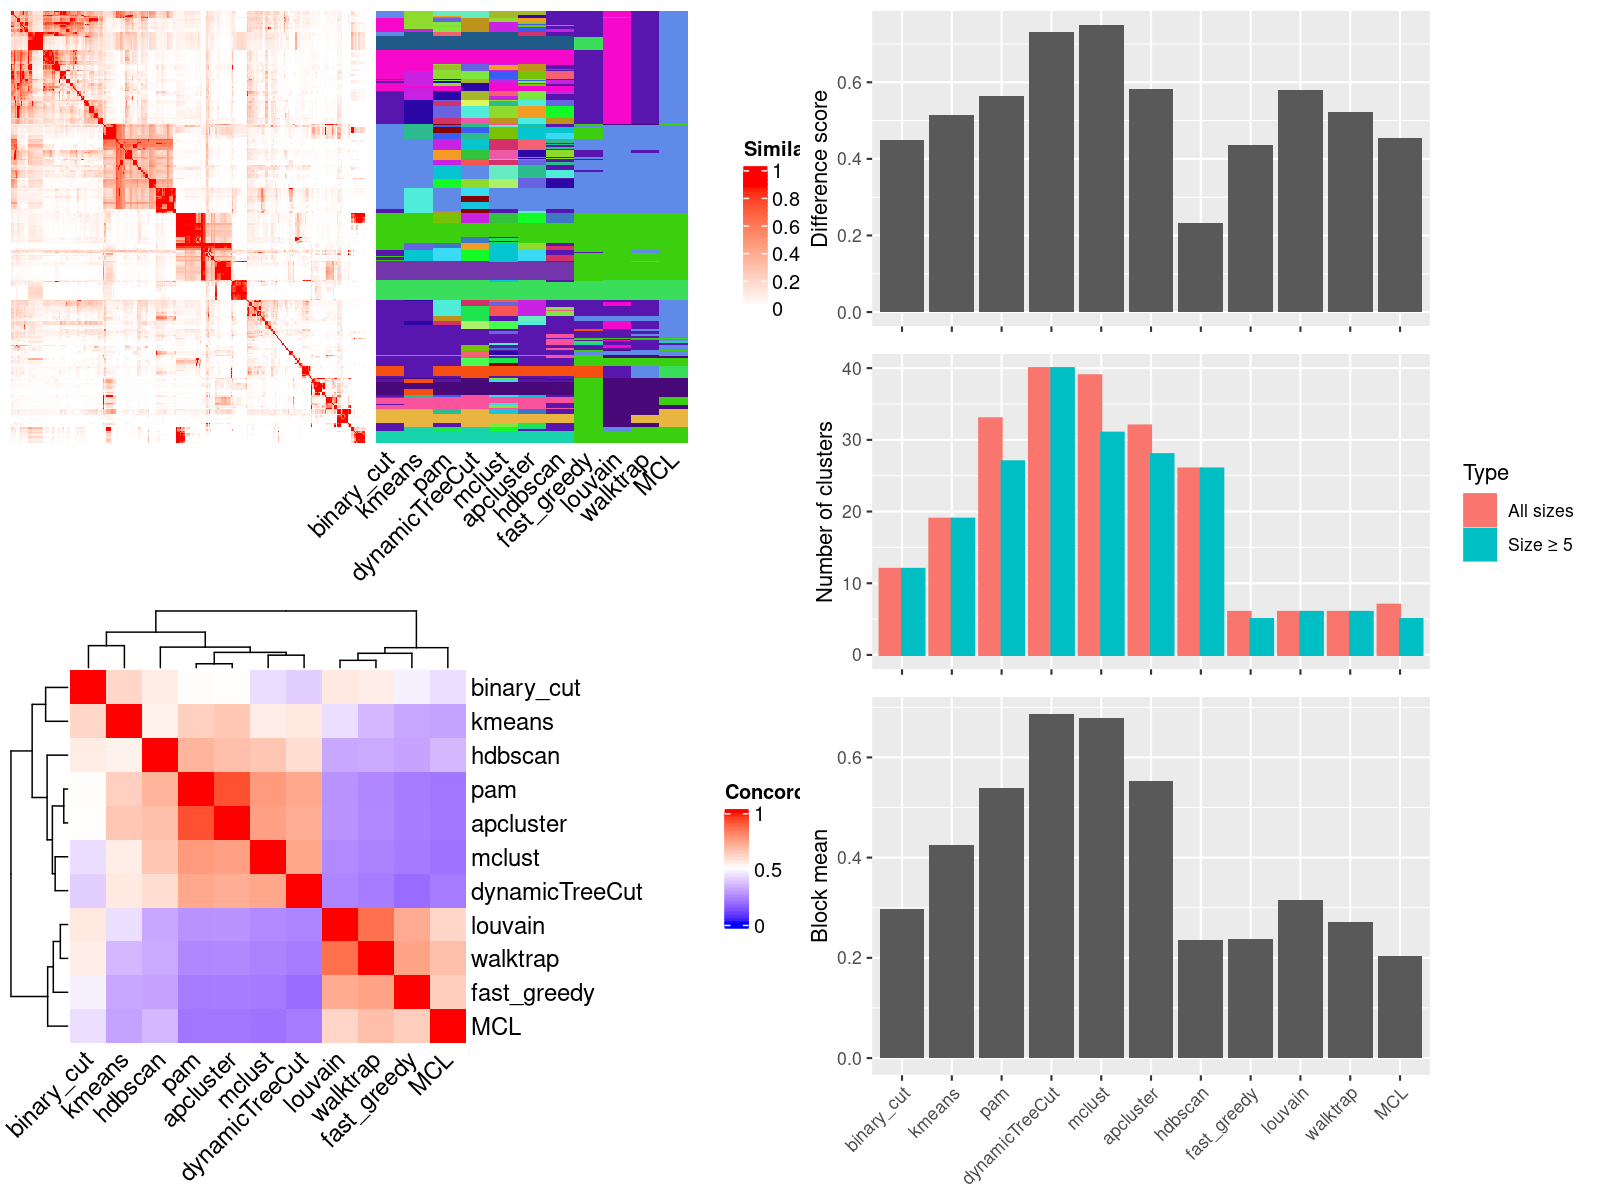 Simila
1
0.8
0.6
0.4
0.2
0
binary_cut
kmeans
pam
dynamicTreeCut
mclust
apcluster
hdbscan
fast_greedy
louvain
walktrap
MCL
binary_cut
kmeans
hdbscan
pam
apcluster
mclust
dynamicTreeCut
louvain
walktrap
fast_greedy
MCL
binary_cut
kmeans
hdbscan
pam
apcluster
mclust
dynamicTreeCut
louvain
walktrap
fast_greedy
MCL
Concord
1
0.5
0
Difference score
0.6
0.4
0.2
0.0
Number of clusters
40
30
20
10
0
Type
All sizes
Size ≥ 5
Block mean
0.6
0.4
0.2
0.0
binary_cut
kmeans
pam
dynamicTreeCut
mclust
apcluster
hdbscan
fast_greedy
louvain
walktrap
MCL